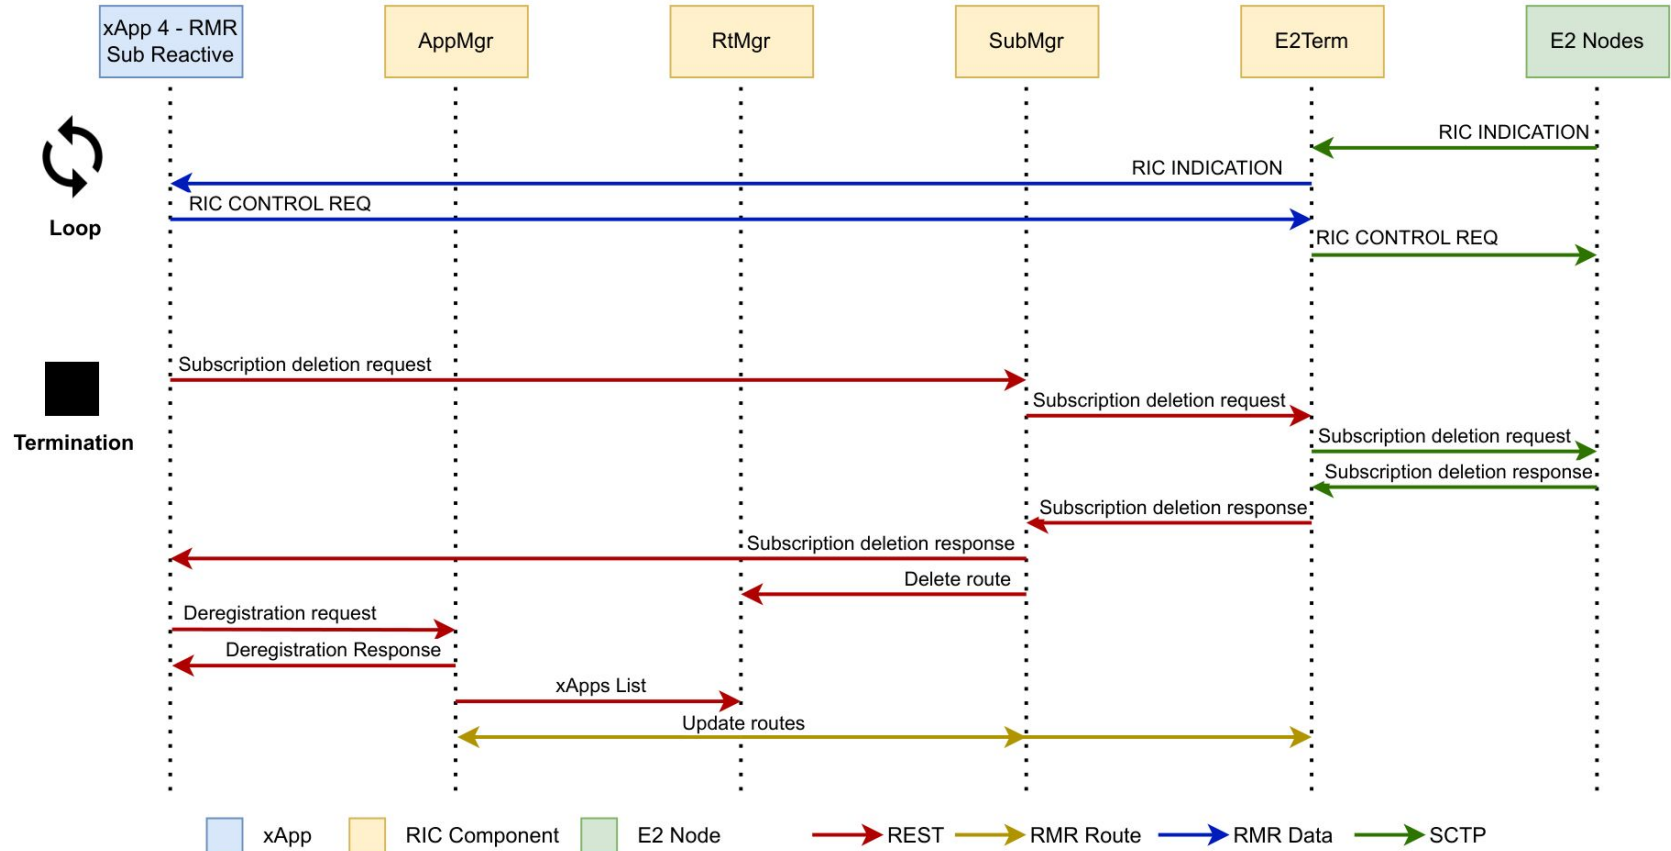 xApp 4 - RMR
Sub Reactive
AppMgr
RtMgr
SubMgr
E2Term
E2 Nodes
RIC INDICATION
RIC INDICATION
RIC CONTROL REQ
Loop
RIC CONTROL REQ
Subscription deletion request
Subscription deletion request
Termination
Subscription deletion request
Subscription deletion response
Subscription deletion response
Subscription deletion response
Delete route
Deregistration request
Deregistration Response
xApps List
Update routes
xApp
RIC Component
E2 Node
REST
RMR Route
RMR Data
SCTP